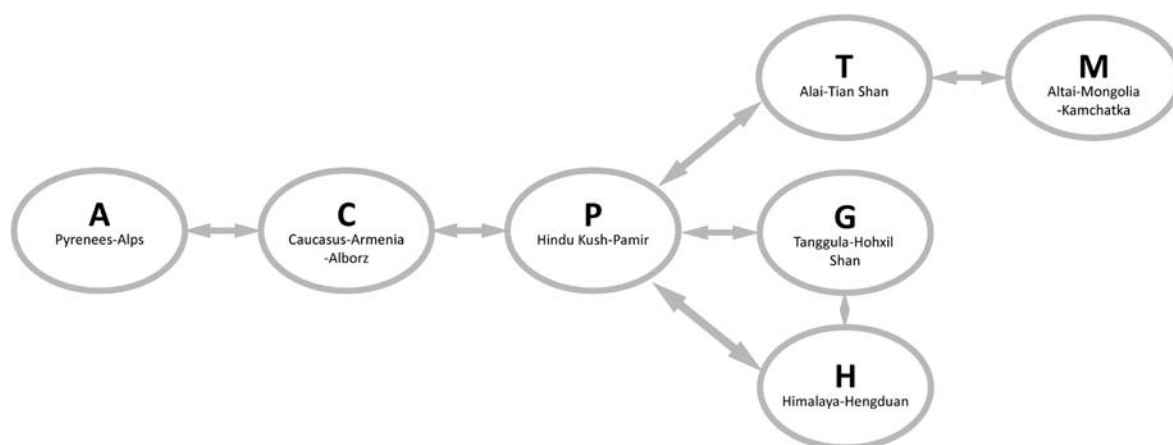 T
Alai-Tian Shan
M
Altai-Mongolia
-Kamchatka
A
Pyrenees-Alps
C
Caucasus-Armenia
-Alborz
P
Hindu Kush-Pamir
G
Tanggula-Hohxil
Shan
H
Himalaya-Hengduan